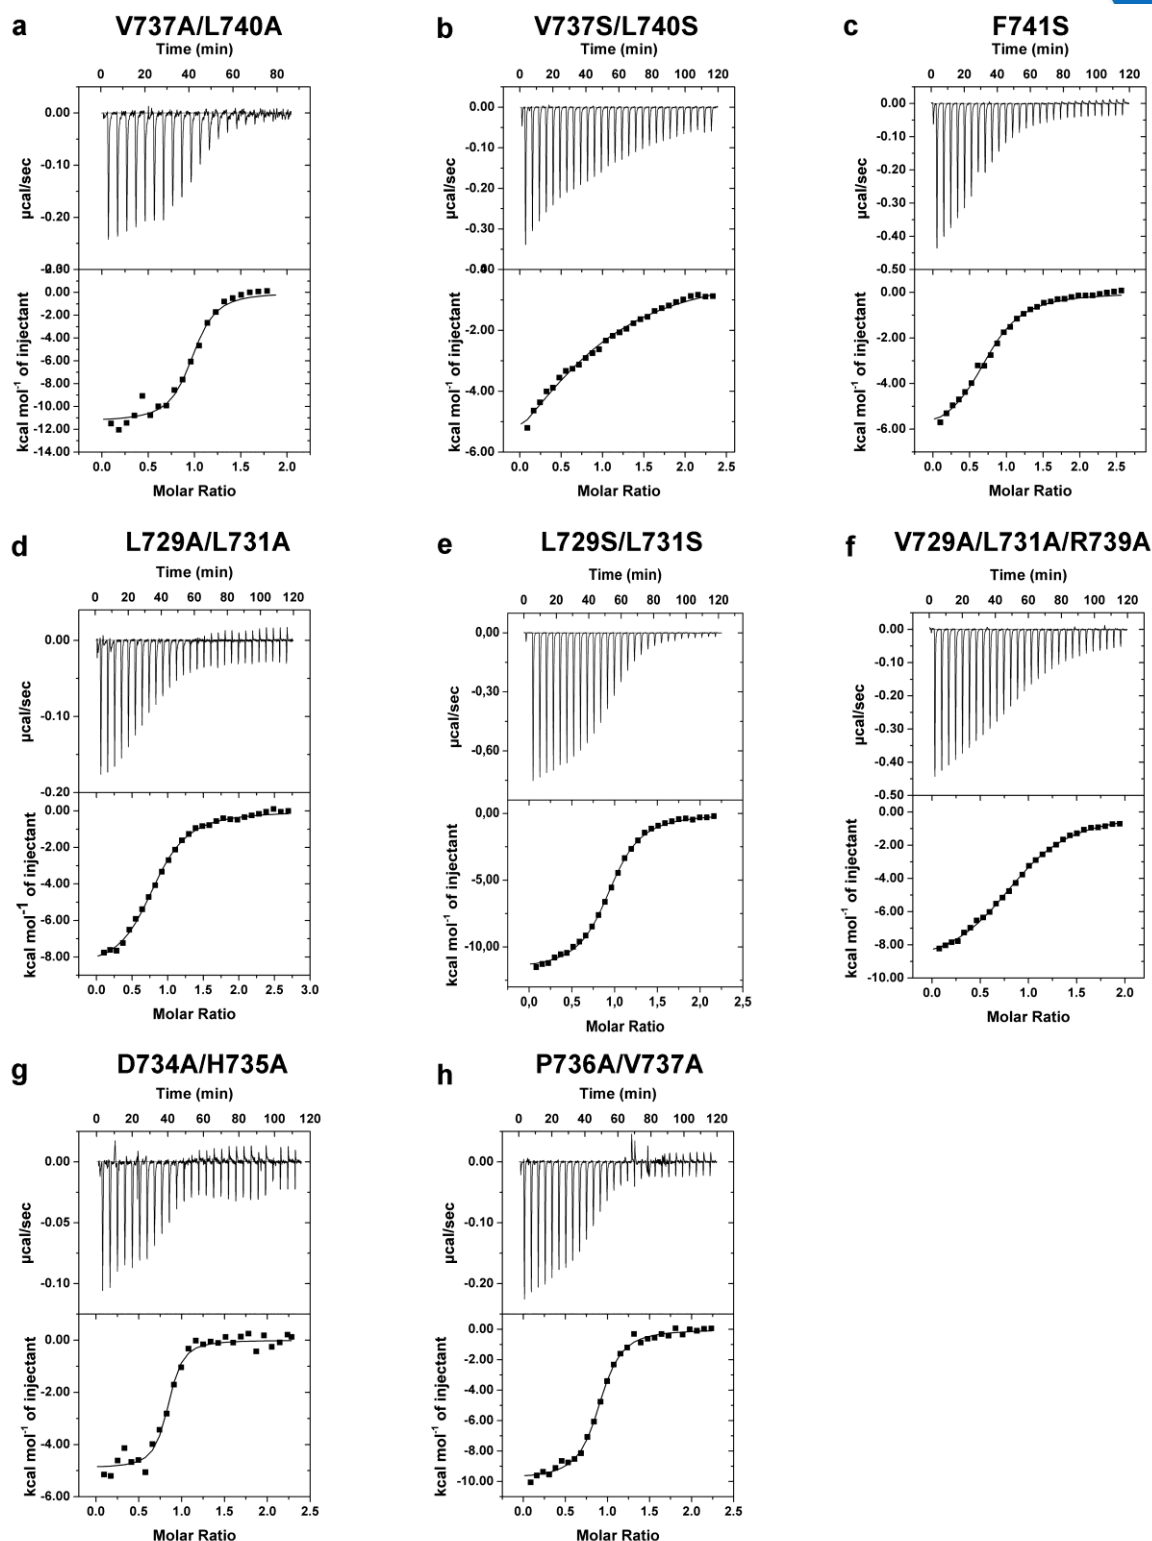 a
V737A/L740A
Time (min)
0 20 40 60 80
0.00
-0.10
-0.20
µcal/sec
0.00
-2.00
-4.00
-6.00
-8.00
-10.00
-12.00
-14.00
kcal mol-1 of injectant
0.0 0.5 1.0 1.5 2.0
Molar Ratio
b
V737S/L740S
Time (min)
0 20 40 60 80 100 120
0.00
-0.10
-0.20
-0.30
µcal/sec
-2.00
-4.00
-6.00
kcal mol-1 of injectant
0.0 0.5 1.0 1.5 2.0 2.5
Molar Ratio
c
F741S
Time (min)
0 20 40 60 80 100 120
0.00
-0.10
-0.20
-0.30
-0.40
-0.50
µcal/sec
0.00
-2.00
-4.00
-6.00
kcal mol-1 of injectant
0.0 0.5 1.0 1.5 2.0 2.5
Molar Ratio
d
L729A/L731A
Time (min)
0 20 40 60 80 100 120
0.00
-0.10
-0.20
µcal/sec
0.00
-2.00
-4.00
-6.00
-8.00
kcal mol-1 of injectant
0.0 0.5 1.0 1.5 2.0 2.5 3.0
Molar Ratio
e
L729S/L731S
Time (min)
0 20 40 60 80 100 120
0,00
-0,30
-0,60
µcal/sec
0,00
-5,00
-10,00
kcal mol-1 of injectant
0,0 0,5 1,0 1,5 2,0 2,5
Molar Ratio
f
V729A/L731A/R739A
Time (min)
0 20 40 60 80 100 120
0.00
-0.10
-0.20
-0.30
-0.40
-0.50
µcal/sec
0.00
-2.00
-4.00
-6.00
-8.00
-10.00
kcal mol-1 of injectant
0.0 0.5 1.0 1.5 2.0
Molar Ratio
g
D734A/H735A
Time (min)
0 20 40 60 80 100 120
0.00
-0.05
-0.10
µcal/sec
0.00
-2.00
-4.00
-6.00
kcal mol-1 of injectant
0.0 0.5 1.0 1.5 2.0 2.5
Molar Ratio
h
P736A/V737A
Time (min)
0 20 40 60 80 100 120
0.00
-0.10
-0.20
µcal/sec
0.00
-2.00
-4.00
-6.00
-8.00
-10.00
kcal mol-1 of injectant
0.0 0.5 1.0 1.5 2.0 2.5
Molar Ratio